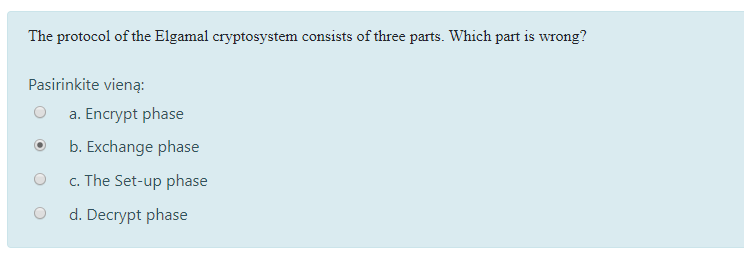 The protocol of the Elgamal cryptosystem consists of three parts. Which part is wrong?
Pasirinkite vieną:
a. Encrypt phase
b. Exchange phase
c. The Set-up phase
d. Decrypt phase